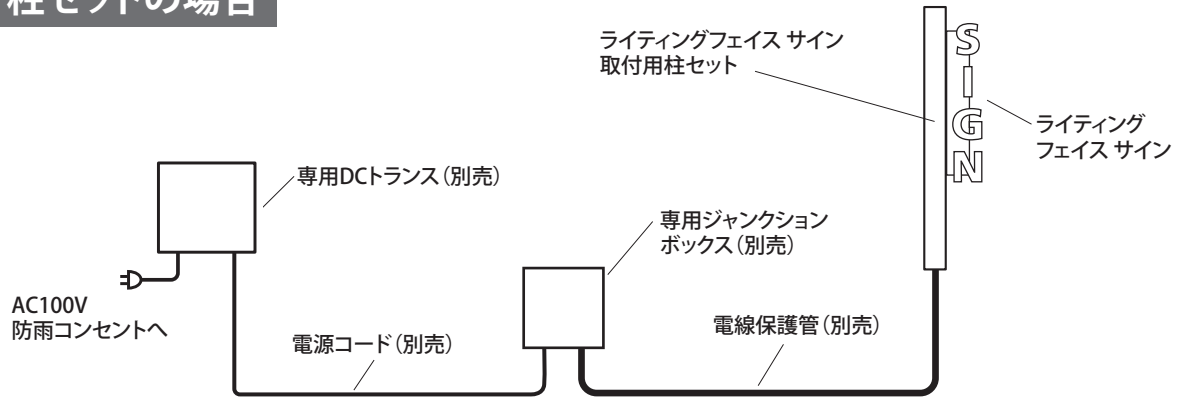 柱セットの場合
ライティングフェイス サイン
取付用柱セット
S
I
G
N
ライティング
フェイス サイン
専用DCトランス（別売）
専用ジャンクション
ボックス（別売）
AC100V
防雨コンセントへ
電源コード（別売）
電線保護管（別売）